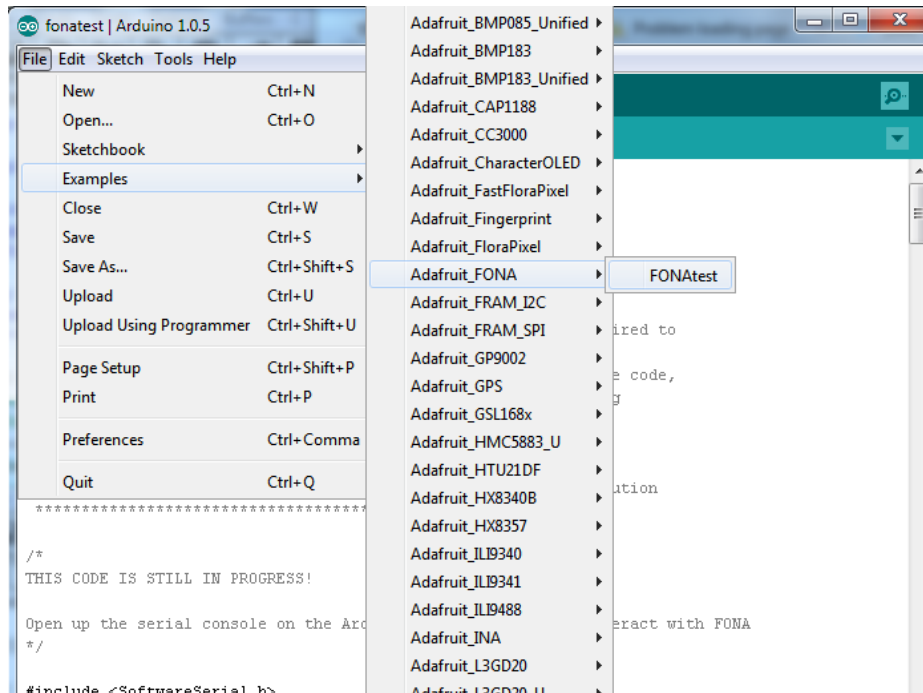 fonatest | Arduino 1.0.5
File Edit Sketch Tools Help
New Ctrl+N
Open... Ctrl+O
Sketchbook
Examples
Close Ctrl+W
Save Ctrl+S
Save As... Ctrl+Shift+S
Upload Ctrl+U
Upload Using Programmer Ctrl+Shift+U
Page Setup Ctrl+Shift+P
Print Ctrl+P
Preferences Ctrl+Comma
Quit Ctrl+Q
Adafruit_BMP085_Unified
Adafruit_BMP183
Adafruit_BMP183_Unified
Adafruit_CAP1188
Adafruit_CC3000
Adafruit_CharacterOLED
Adafruit_FastFloraPixel
Adafruit_Fingerprint
Adafruit_FloraPixel
Adafruit_FONA
Adafruit_FRAM_I2C
Adafruit_FRAM_SPI
Adafruit_GP9002
Adafruit_GPS
Adafruit_GSL168x
Adafruit_HMC5883_U
Adafruit_HTU21DF
Adafruit_HX8340B
Adafruit_HX8357
Adafruit_ILI9340
Adafruit_ILI9341
Adafruit_ILI9488
Adafruit_INA
Adafruit_L3GD20
Adafruit_L3GD20_U
FONAtest
ired to
e code,
g
ution
************************************
/*
THIS CODE IS STILL IN PROGRESS!
Open up the serial console on the Ard
eract with FONA
*/
#include <SoftwareSerial.h>